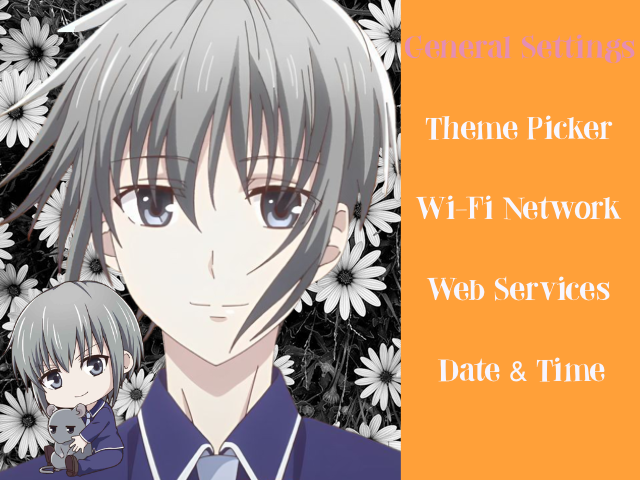 General Settings
Theme Picker
Wi-Fi Network
Web Services
Date & Time